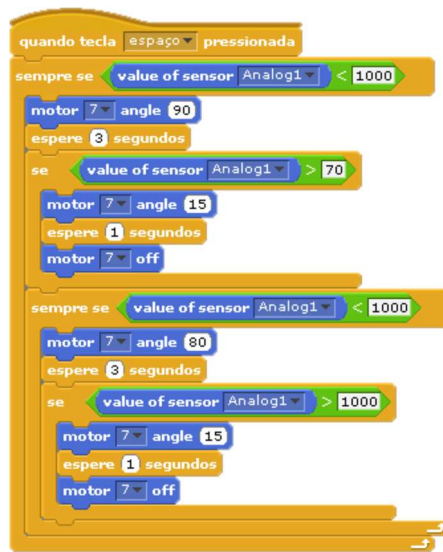 quando tecla espaço pressionada
sempre se value of sensor Analog1 < 1000
motor 7 angle 90
espere 3 segundos
se value of sensor Analog1 > 70
motor 7 angle 15
espere 1 segundos
motor 7 off
sempre se value of sensor Analog1 < 1000
motor 7 angle 80
espere 3 segundos
se value of sensor Analog1 > 1000
motor 7 angle 15
espere 1 segundos
motor 7 off